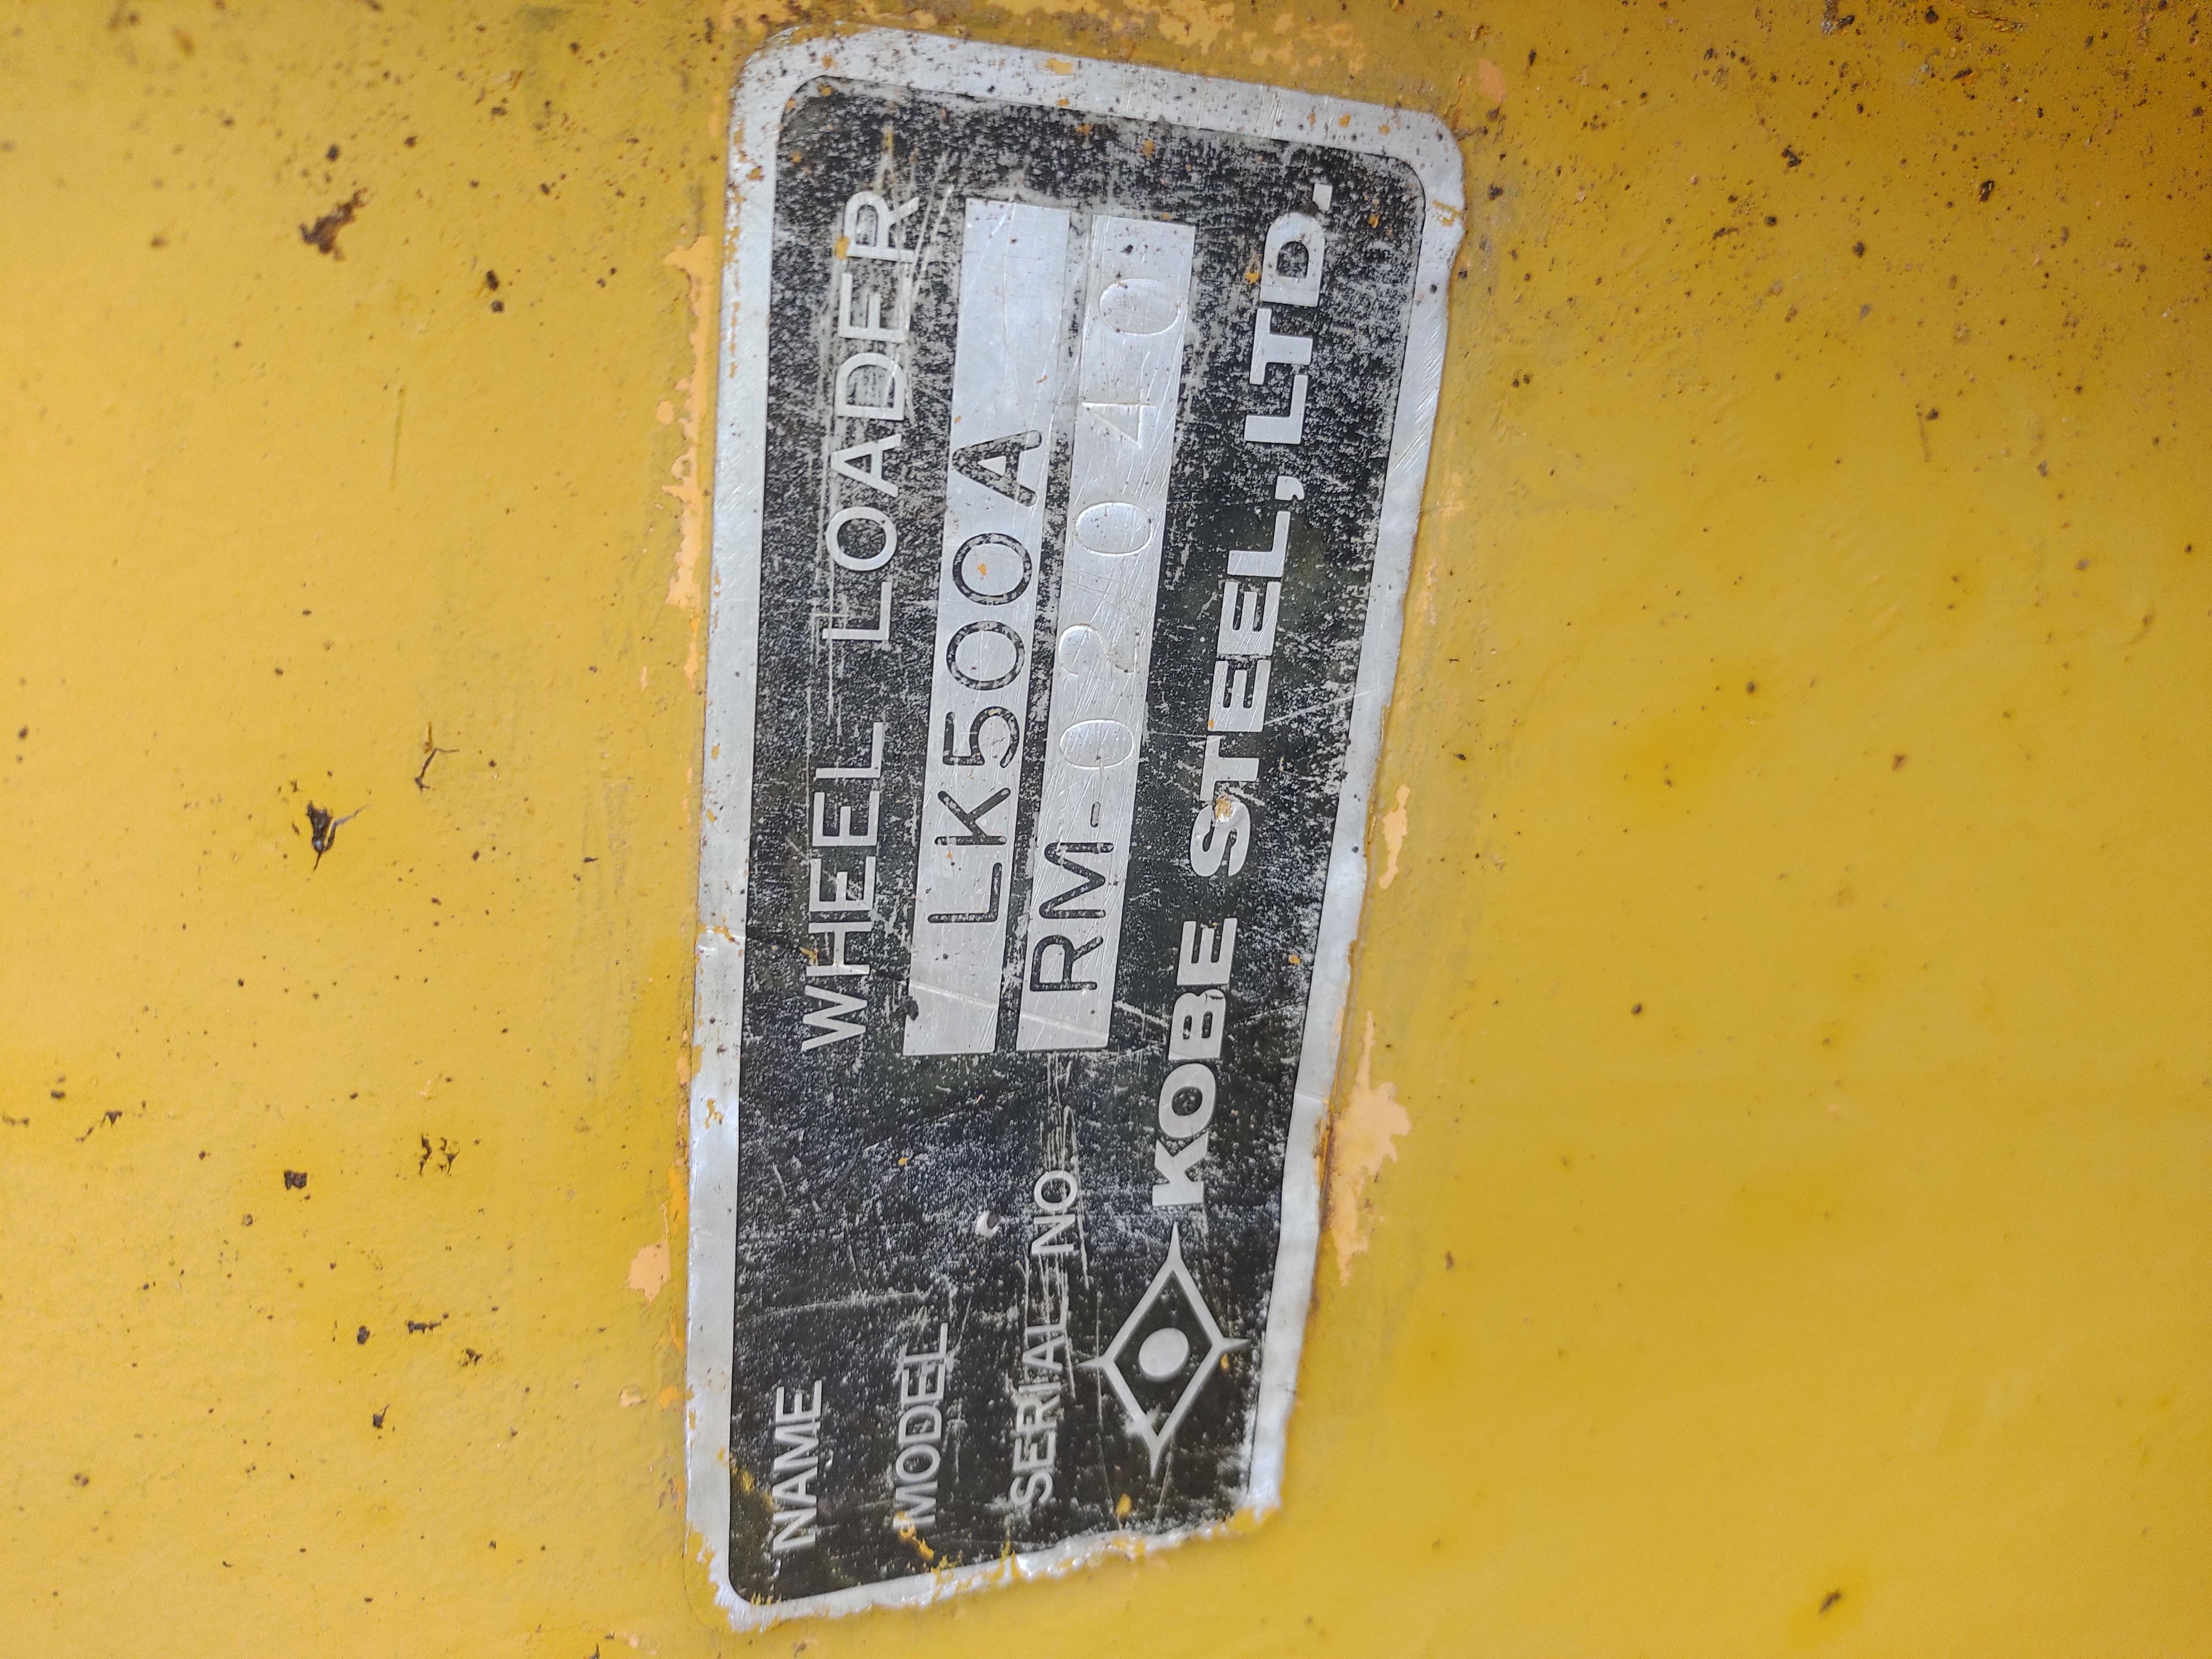 NAME WHEEL LOADER
MODEL LK500A
SERIAL NO RM-02040
KOBE STEEL, LTD.